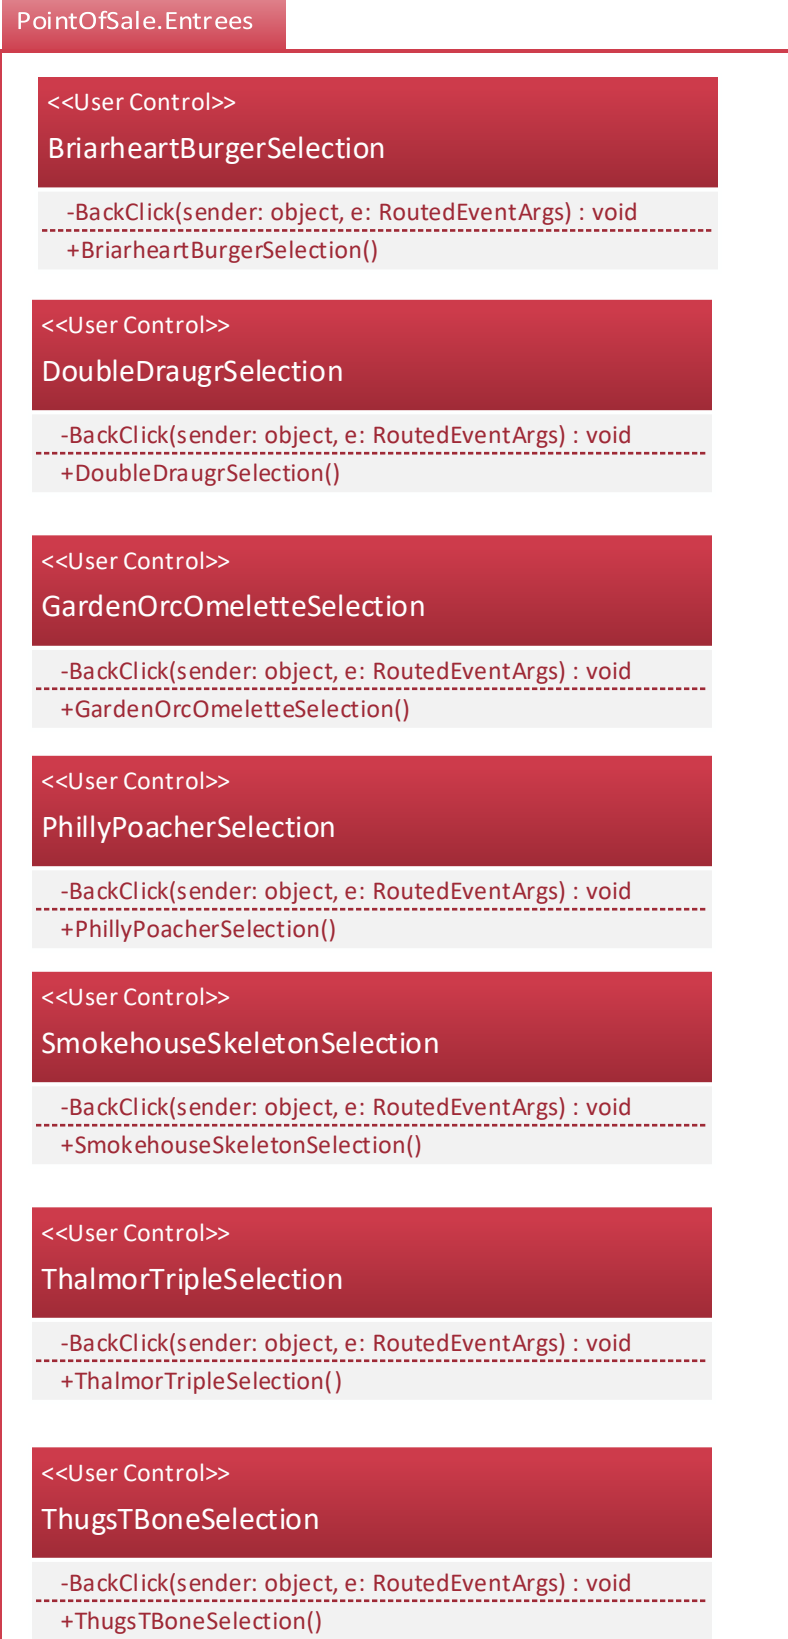 PointOfSale.Entrees
<<User Control>>
BriarheartBurgerSelection
-BackClick(sender: object, e: RoutedEventArgs) : void
+BriarheartBurgerSelection()
<<User Control>>
DoubleDraugrSelection
-BackClick(sender: object, e: RoutedEventArgs) : void
+DoubleDraugrSelection()
<<User Control>>
GardenOrcOmeletteSelection
-BackClick(sender: object, e: RoutedEventArgs) : void
+GardenOrcOmeletteSelection()
<<User Control>>
PhillyPoacherSelection
-BackClick(sender: object, e: RoutedEventArgs) : void
+PhillyPoacherSelection()
<<User Control>>
SmokehouseSkeletonSelection
-BackClick(sender: object, e: RoutedEventArgs) : void
+SmokehouseSkeletonSelection()
<<User Control>>
ThalmorTripleSelection
-BackClick(sender: object, e: RoutedEventArgs) : void
+ThalmorTripleSelection()
<<User Control>>
ThugsTBoneSelection
-BackClick(sender: object, e: RoutedEventArgs) : void
+ThugsTBoneSelection()